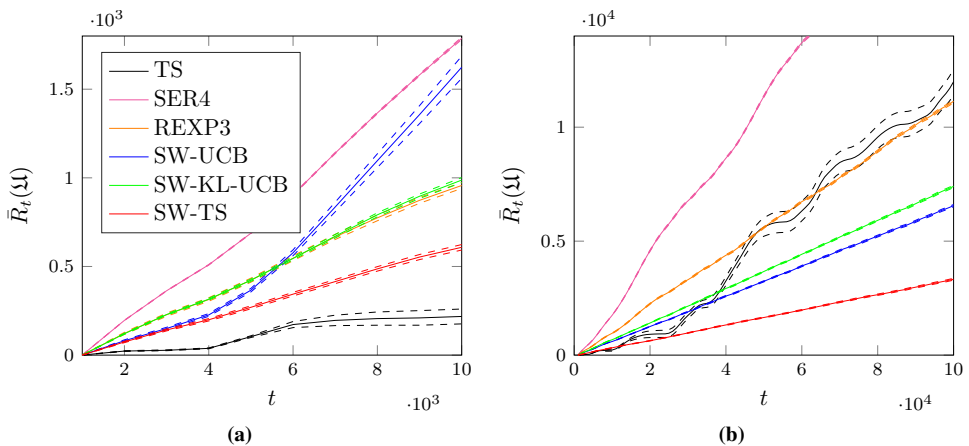 ·10³
1.5
1
0.5
0
2
4
6
8
10
·10³
t
R̄ₜ(𝔘)
TS
SER4
REXP3
SW-UCB
SW-KL-UCB
SW-TS
(a)
·10⁴
1
0.5
0
0
2
4
6
8
10
·10⁴
t
R̄ₜ(𝔘)
(b)